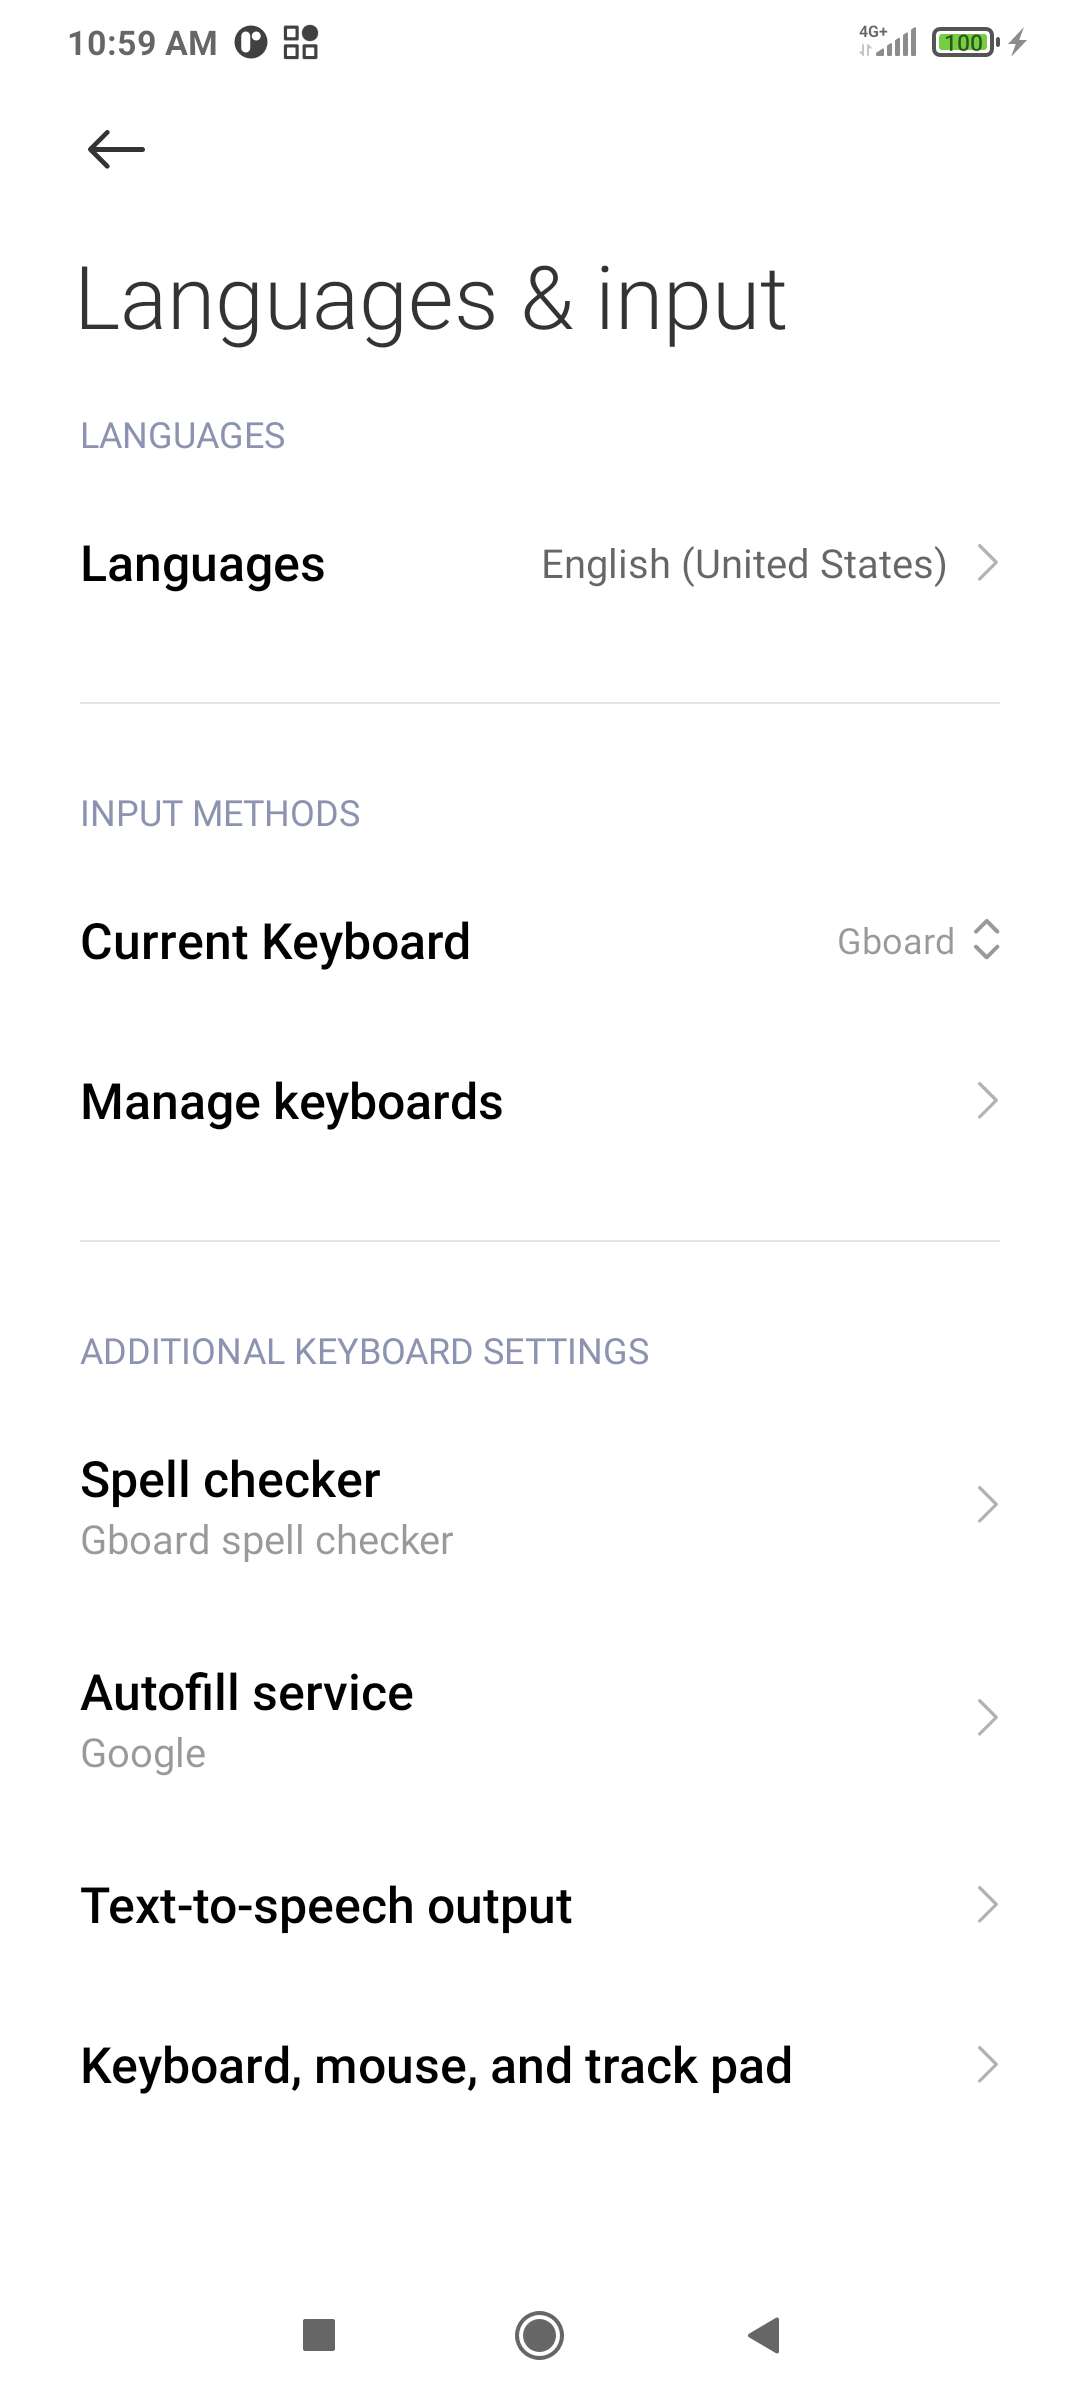 10:59 AM 4G+ 100
Languages & input
LANGUAGES
Languages English (United States)
INPUT METHODS
Current Keyboard Gboard
Manage keyboards
ADDITIONAL KEYBOARD SETTINGS
Spell checker
Gboard spell checker
Autofill service
Google
Text-to-speech output
Keyboard, mouse, and track pad